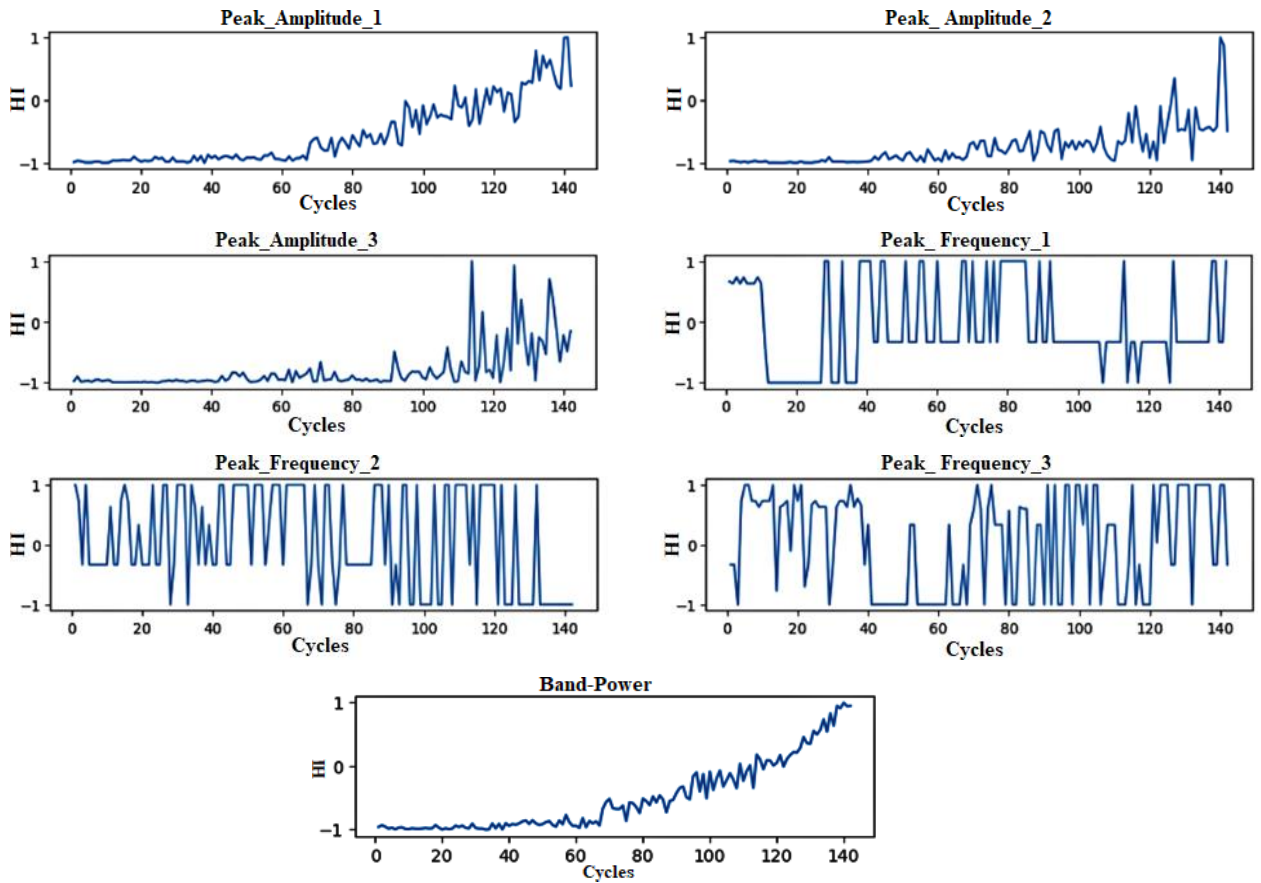 Peak_Amplitude_1
1
0
−1
HI
0 20 40 60 80 100 120 140
Cycles
Peak_ Amplitude_2
1
0
−1
HI
0 20 40 60 80 100 120 140
Cycles
Peak_Amplitude_3
1
0
−1
HI
0 20 40 60 80 100 120 140
Cycles
Peak_ Frequency_1
1
0
−1
HI
0 20 40 60 80 100 120 140
Cycles
Peak_Frequency_2
1
0
−1
HI
0 20 40 60 80 100 120 140
Cycles
Peak_ Frequency_3
1
0
−1
HI
0 20 40 60 80 100 120 140
Cycles
Band-Power
1
0
−1
HI
0 20 40 60 80 100 120 140
Cycles